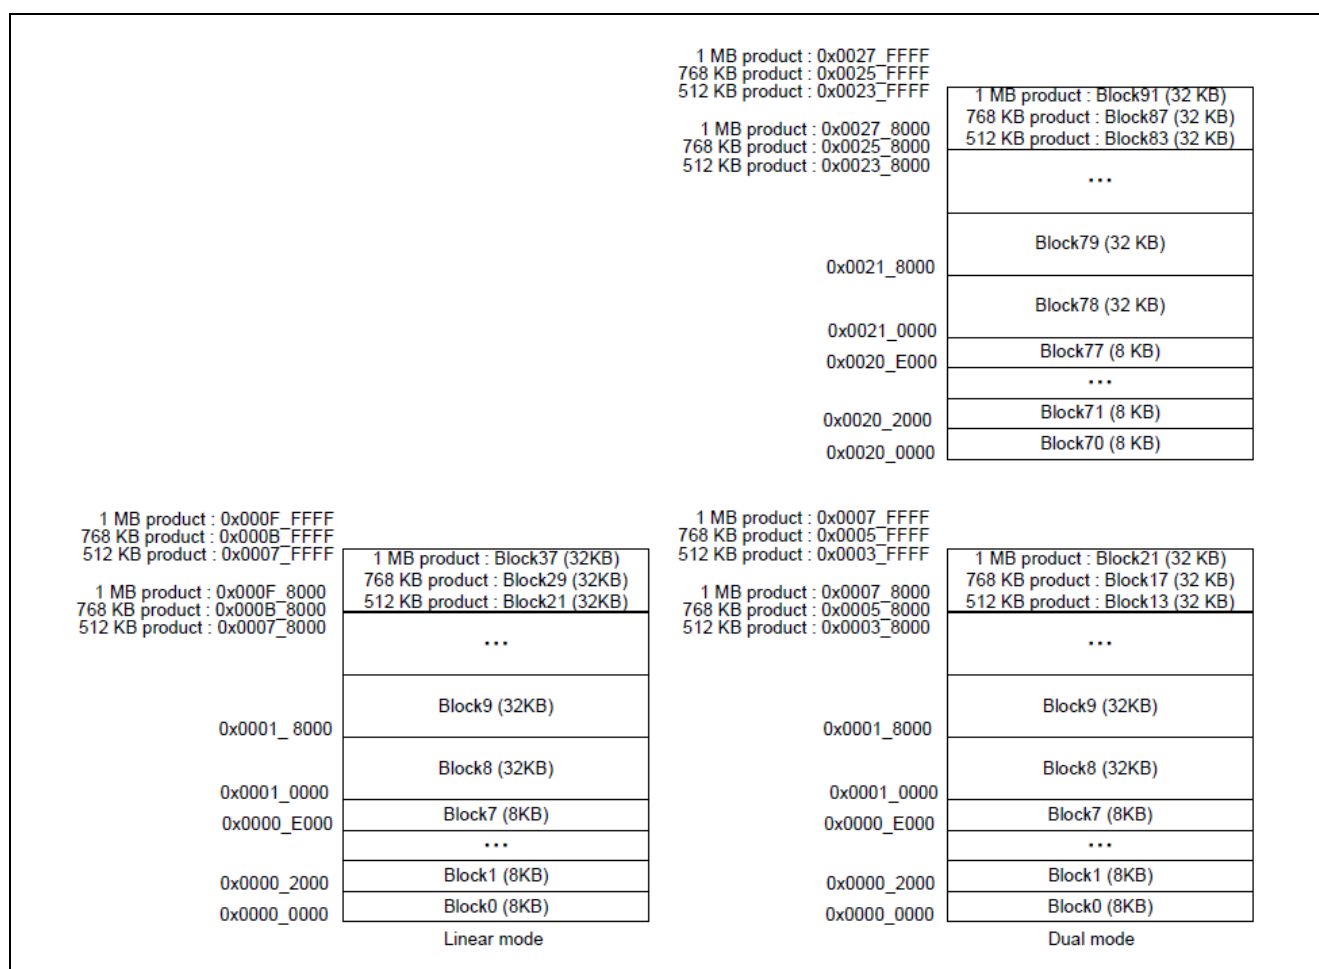 1 MB product : 0x0027_FFFF
768 KB product : 0x0025_FFFF
512 KB product : 0x0023_FFFF
1 MB product : Block91 (32 KB)
768 KB product : Block87 (32 KB)
512 KB product : Block83 (32 KB)
1 MB product : 0x0027_8000
768 KB product : 0x0025_8000
512 KB product : 0x0023_8000
...
Block79 (32 KB)
0x0021_8000
Block78 (32 KB)
0x0021_0000
Block77 (8 KB)
0x0020_E000
...
Block71 (8 KB)
0x0020_2000
Block70 (8 KB)
0x0020_0000
1 MB product : 0x000F_FFFF
768 KB product : 0x000B_FFFF
512 KB product : 0x0007_FFFF
1 MB product : Block37 (32KB)
768 KB product : Block29 (32KB)
512 KB product : Block21 (32KB)
1 MB product : 0x000F_8000
768 KB product : 0x000B_8000
512 KB product : 0x0007_8000
...
Block9 (32KB)
0x0001_ 8000
Block8 (32KB)
0x0001_0000
Block7 (8KB)
0x0000_E000
...
Block1 (8KB)
0x0000_2000
Block0 (8KB)
0x0000_0000
Linear mode
1 MB product : 0x0007_FFFF
768 KB product : 0x0005_FFFF
512 KB product : 0x0003_FFFF
1 MB product : Block21 (32 KB)
768 KB product : Block17 (32 KB)
512 KB product : Block13 (32 KB)
1 MB product : 0x0007_8000
768 KB product : 0x0005_8000
512 KB product : 0x0003_8000
...
Block9 (32KB)
0x0001_8000
Block8 (32KB)
0x0001_0000
Block7 (8KB)
0x0000_E000
...
Block1 (8KB)
0x0000_2000
Block0 (8KB)
0x0000_0000
Dual mode